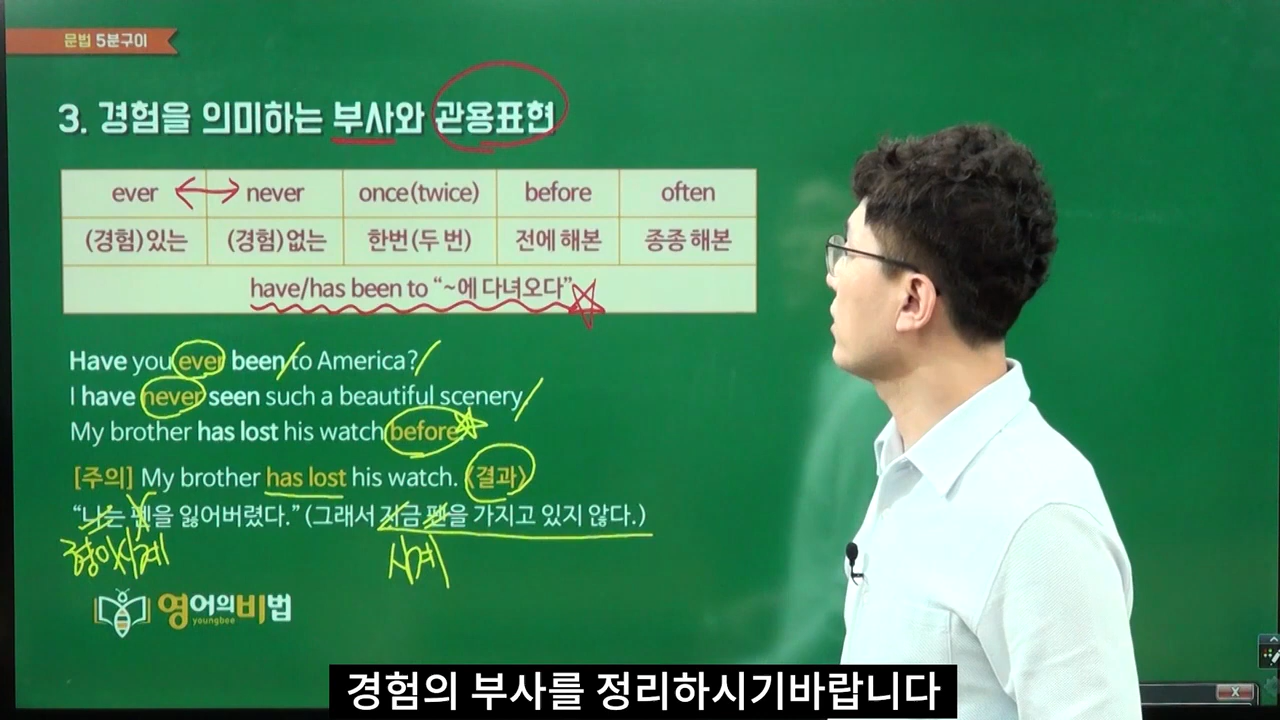 문법 5분구이
3. 경험을 의미하는 부사와 관용표현
ever never once(twice) before often
(경험)있는 (경험)없는 한번(두 번) 전에 해본 종종 해본
have/has been to “~에 다녀오다”
Have you ever been to America?
I have never seen such a beautiful scenery
My brother has lost his watch before
[주의] My brother has lost his watch. (결과)
“나는 펜을 잃어버렸다.” (그래서 지금 펜을 가지고 있지 않다.)
형이 시계 시계
영어의비법
youngbee
X
경험의 부사를 정리하시기바랍니다